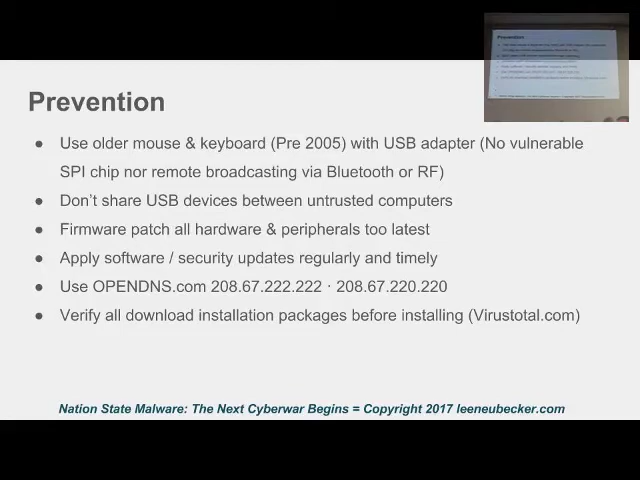 Prevention
● Use older mouse & keyboard (Pre 2005) with USB adapter (No vulnerable
SPI chip nor remote broadcasting via Bluetooth or RF)
● Don't share USB devices between untrusted computers
● Firmware patch all hardware & peripherals too latest
● Apply software / security updates regularly and timely
● Use OPENDNS.com 208.67.222.222 · 208.67.220.220
● Verify all download installation packages before installing (Virustotal.com)
Nation State Malware: The Next Cyberwar Begins = Copyright 2017 leeneubecker.com
Prevention